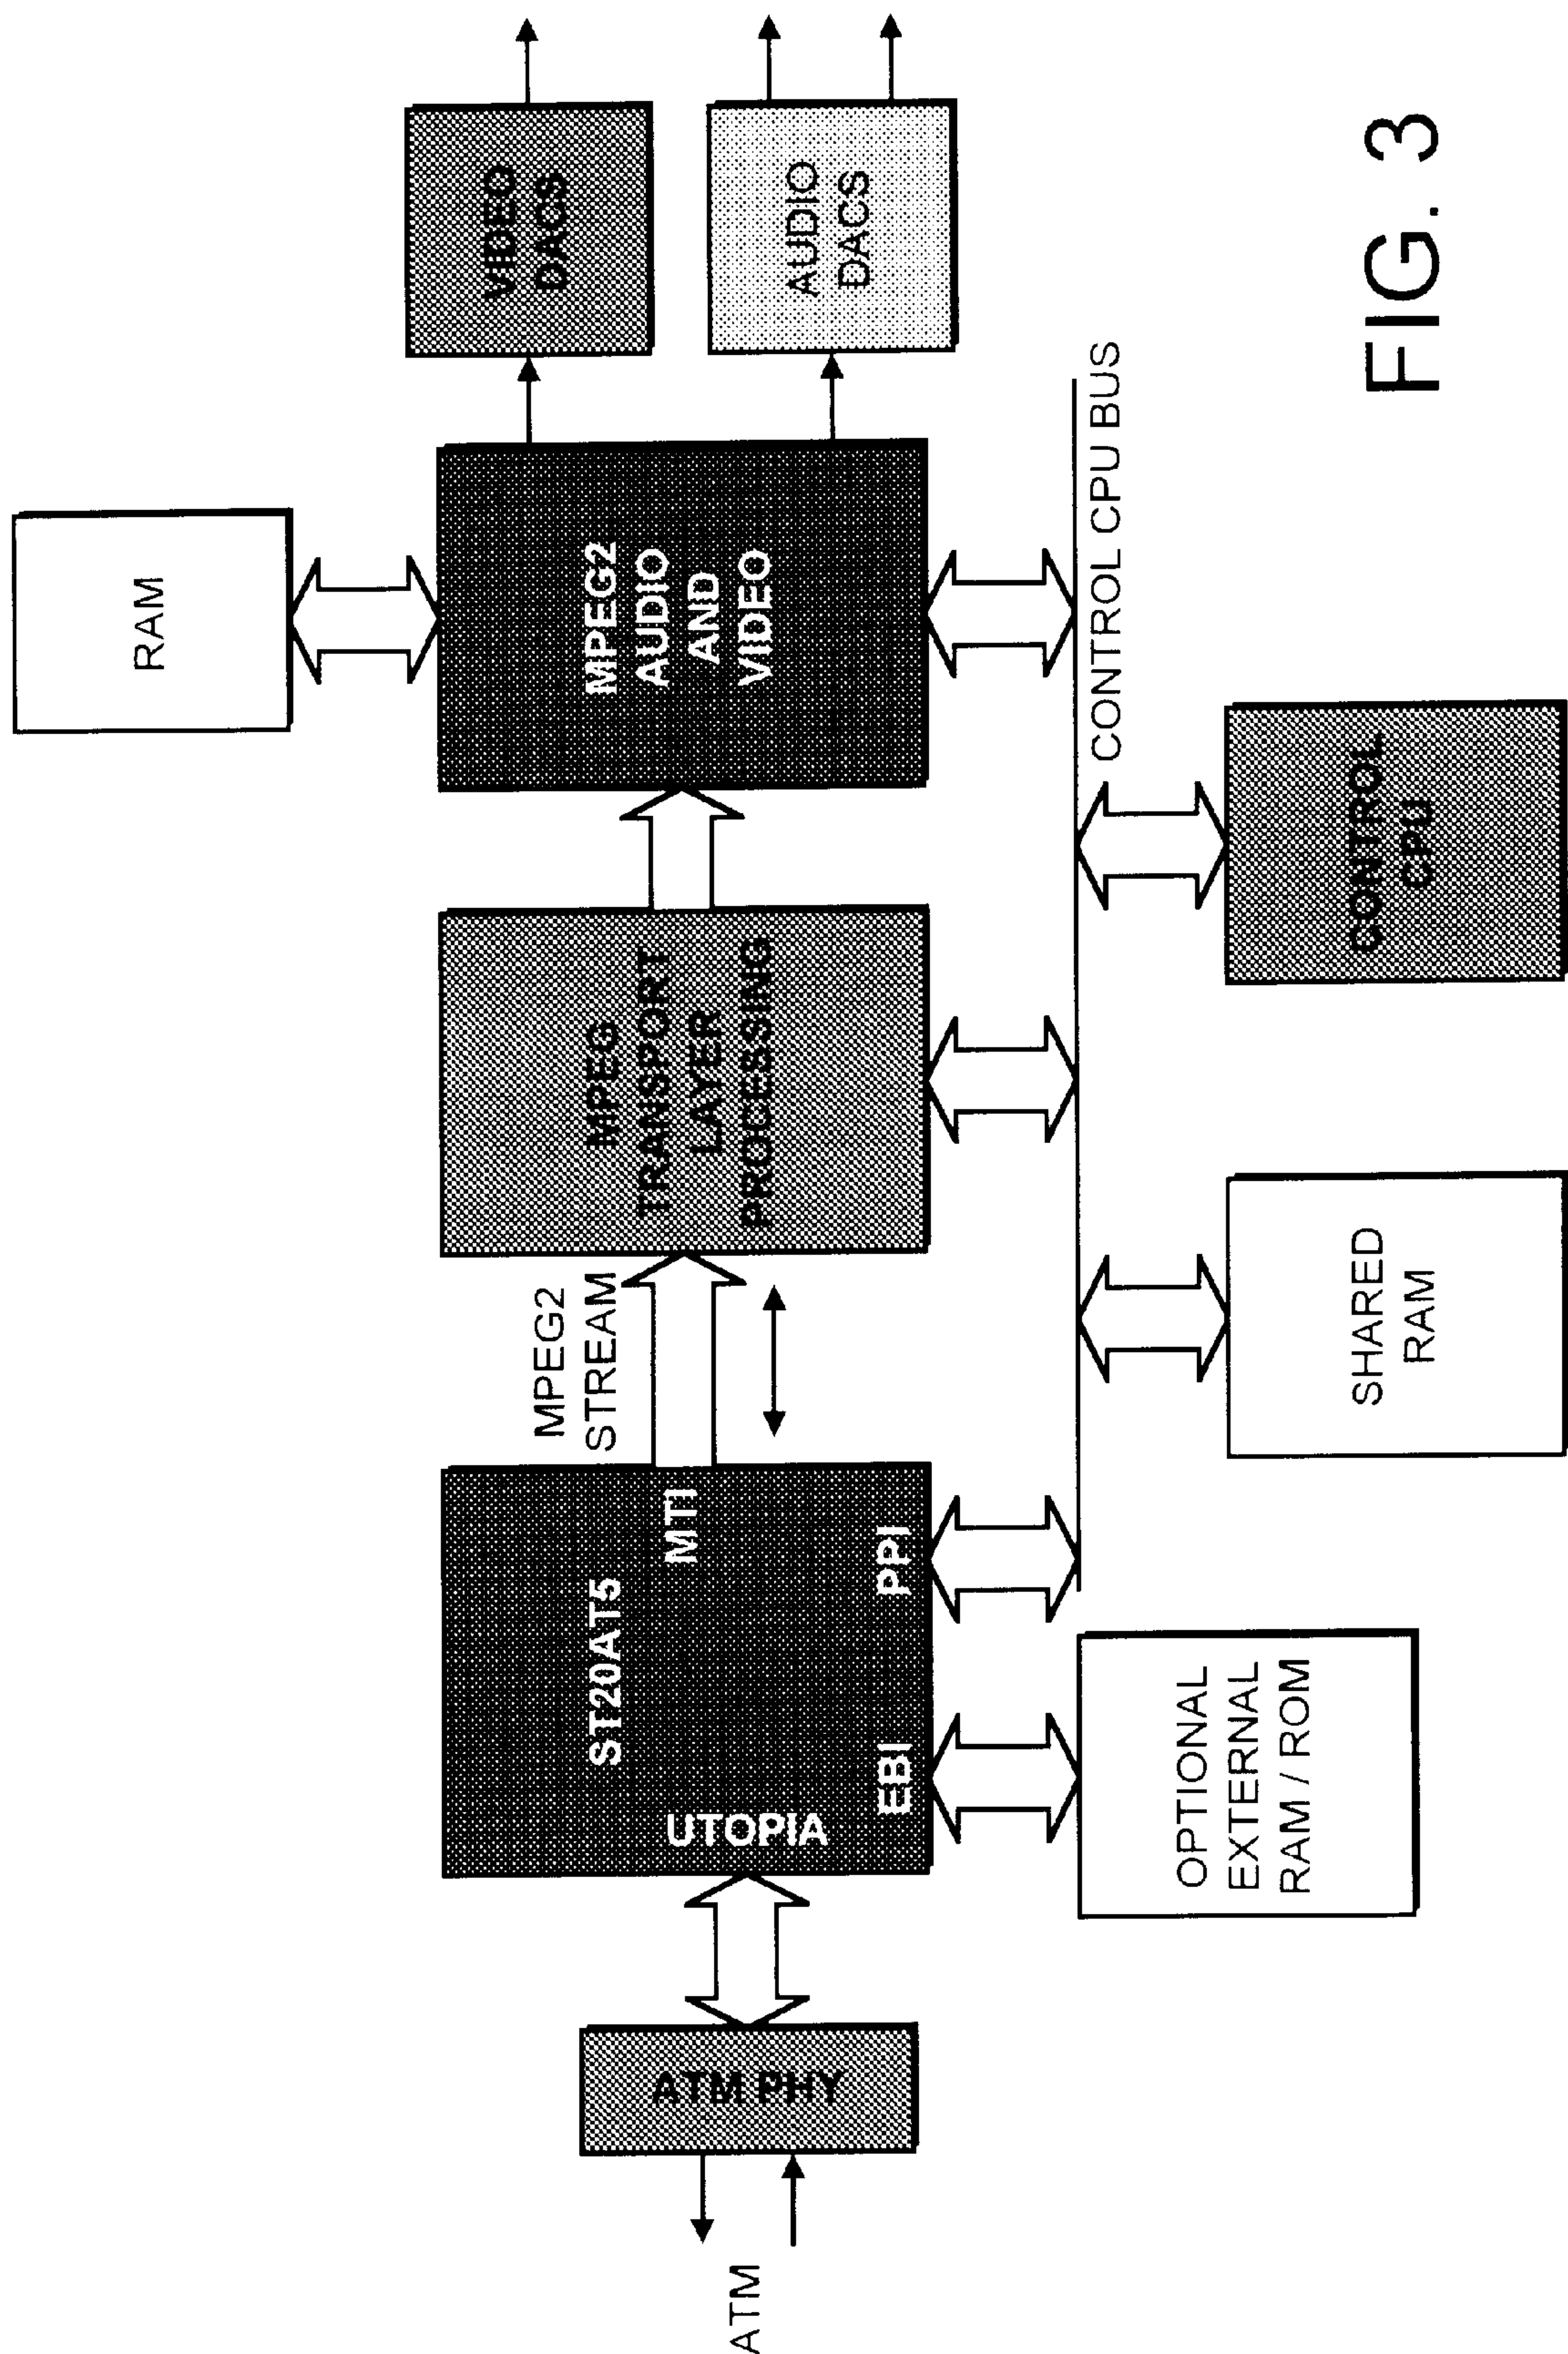 RAM
VIDEO
DACS
AUDIO
DACS
MPEG2
AUDIO
AND
VIDEO
MPEG
TRANSPORT
LAYER
PROCESSING
MPEG2
STREAM
ST20AT5
MTI
UTOPIA
EBI
PPI
ATM PHY
ATM
CONTROL CPU BUS
OPTIONAL
EXTERNAL
RAM / ROM
SHARED
RAM
CONTROL
CPU
FIG. 3